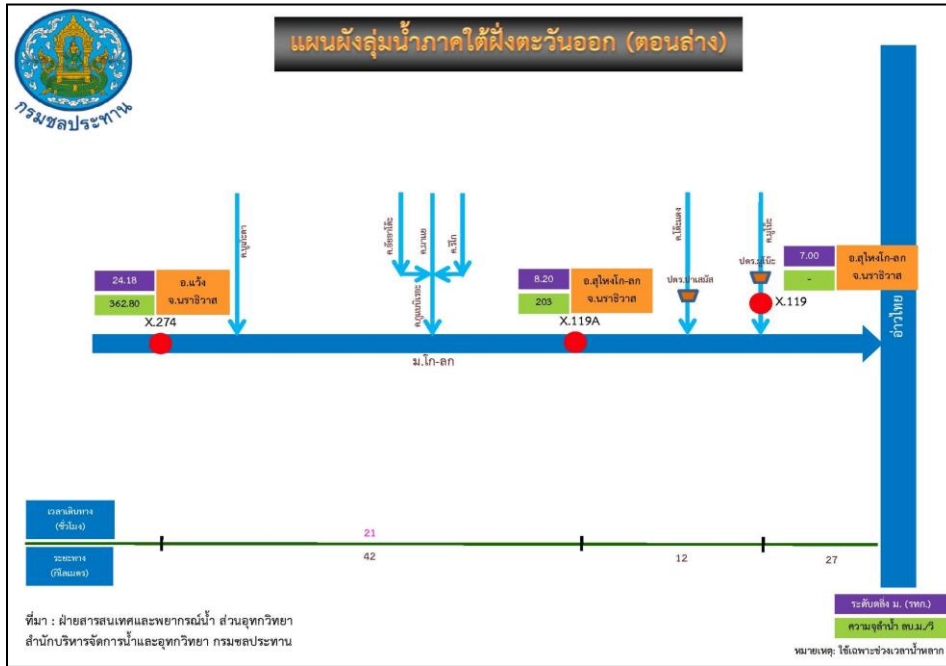 แผนผังลุ่มน้ำภาคใต้ฝั่งตะวันออก (ตอนล่าง)
กรมชลประทาน
24.18
362.80
อ.แว้ง
จ.นราธิวาส
X.274
8.20
203
อ.สุไหงโก-ลก
จ.นราธิวาส
X.119A
ค.โต๊ะแดง
ปตร.ปาเสมัส
ค.มูโน๊ะ
ปตร.มูโน๊ะ
X.119
7.00
-
อ.สุไหงโก-ลก
จ.นราธิวาส
อ่าวไทย
ม.โก-ลก
เวลาเดินทาง
(ชั่วโมง)
21
ระยะทาง
(กิโลเมตร)
42
12
27
ที่มา : ฝ่ายสารสนเทศและพยากรณ์น้ำ ส่วนอุทกวิทยา
สำนักบริหารจัดการน้ำและอุทกวิทยา กรมชลประทาน
ระดับตลิ่ง ม. (รทก.)
ความจุลำน้ำ ลบ.ม./วิ
หมายเหตุ: ใช้เฉพาะช่วงเวลาน้ำหลาก